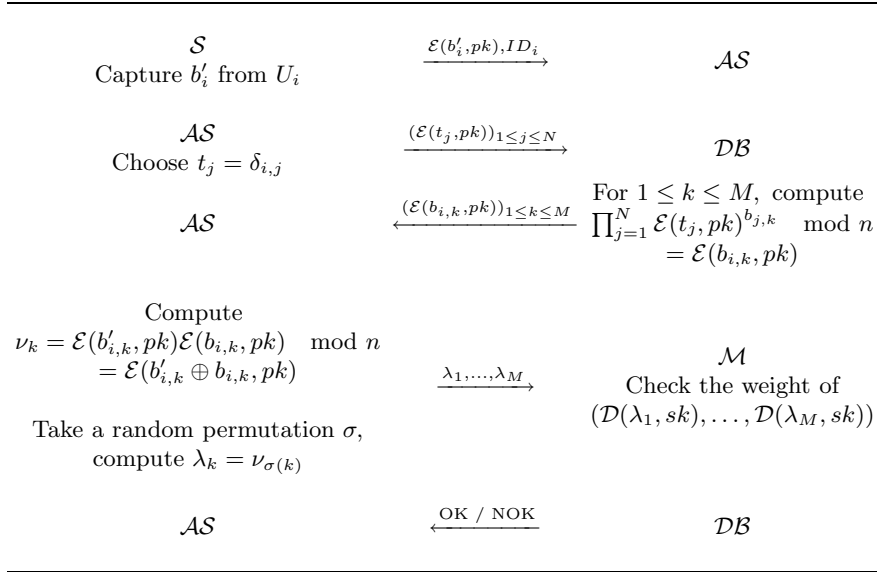 𝒮
Capture b′ᵢ from Uᵢ
ℰ(b′ᵢ, pk), IDᵢ
𝒜𝒮
𝒜𝒮
Choose tⱼ = δᵢ,ⱼ
(ℰ(tⱼ, pk))₁≤ⱼ≤N
𝒟ℬ
𝒜𝒮
(ℰ(bᵢ,ₖ, pk))₁≤ₖ≤M
For 1 ≤ k ≤ M, compute
∏ⱼ₌₁ᴺ ℰ(tⱼ, pk)^{b_{j,k}} mod n
= ℰ(bᵢ,ₖ, pk)
Compute
νₖ = ℰ(b′ᵢ,ₖ, pk)ℰ(bᵢ,ₖ, pk) mod n
= ℰ(b′ᵢ,ₖ ⊕ bᵢ,ₖ, pk)
Take a random permutation σ,
compute λₖ = ν_{σ(k)}
λ₁,...,λ_M
ℳ
Check the weight of
(𝒟(λ₁, sk), . . . , 𝒟(λ_M, sk))
𝒜𝒮
OK / NOK
𝒟ℬ